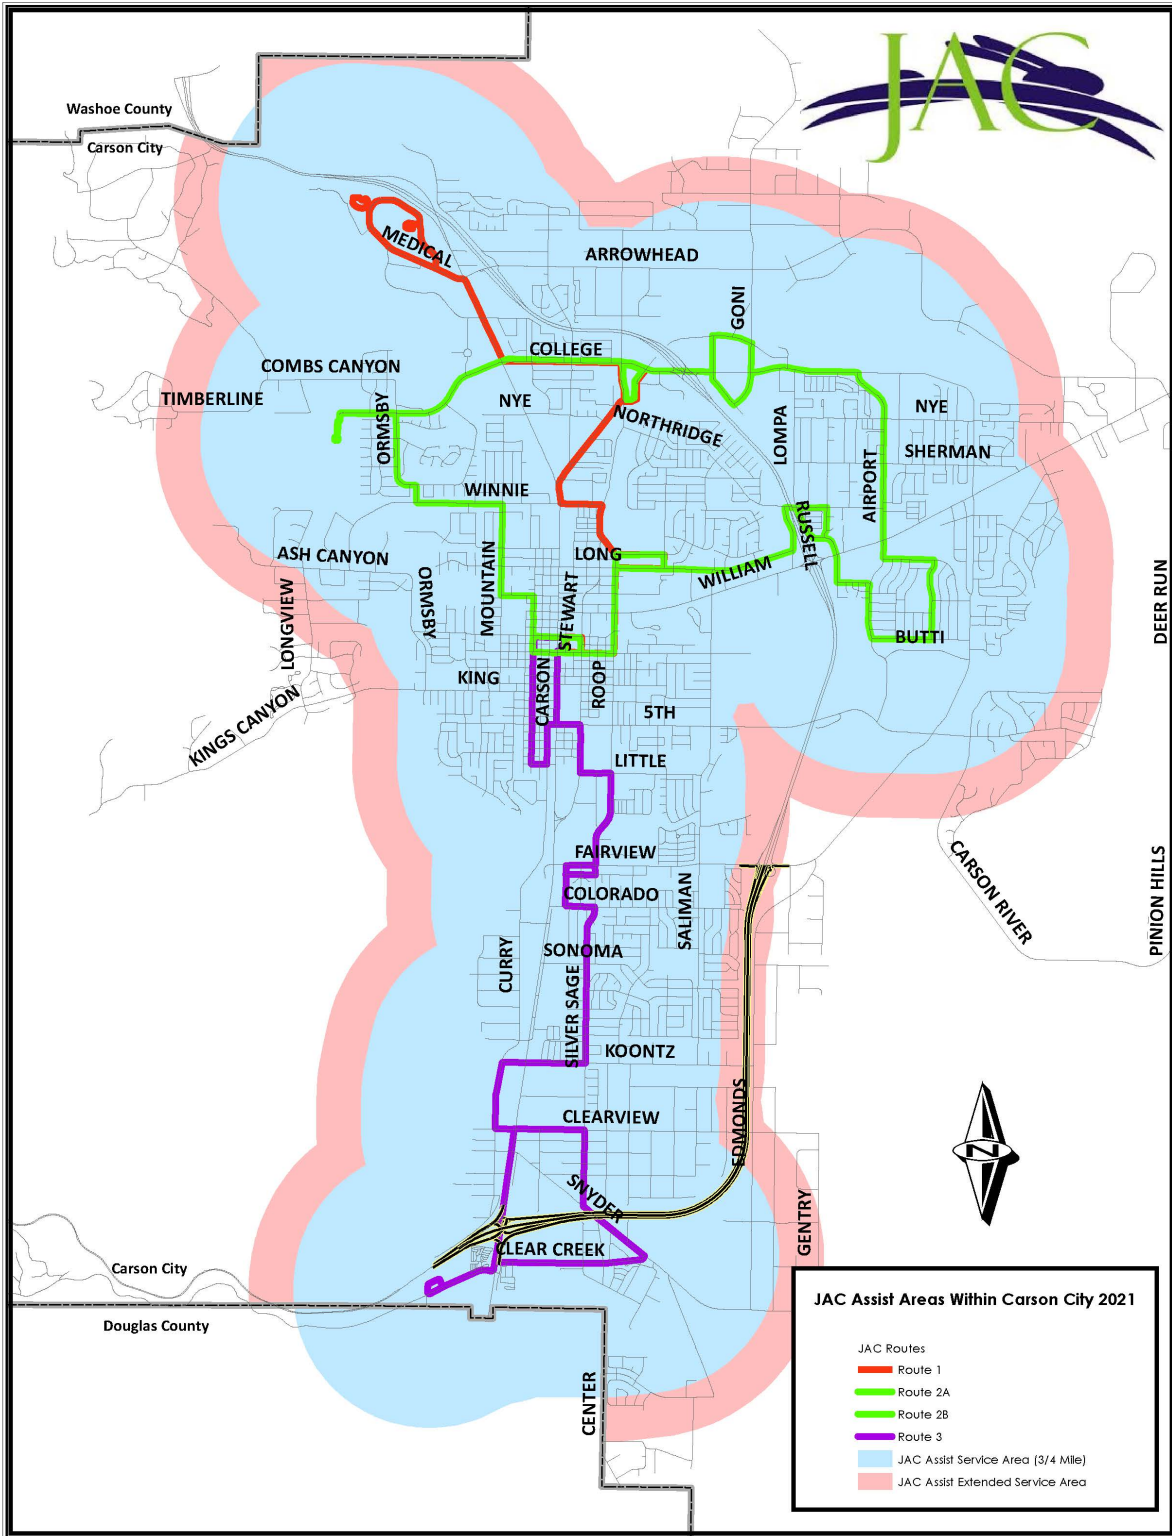 JAC
Washoe County
Carson City
MEDICAL
ARROWHEAD
GONI
COLLEGE
COMBS CANYON
TIMBERLINE
ORMSBY
NYE
NORTHRIDGE
LOMPA
NYE
SHERMAN
AIRPORT
WINNIE
RUSSELL
ASH CANYON
LONG
WILLIAM
MOUNTAIN
ORMSBY
STEWART
LONGVIEW
DEER RUN
BUTTI
KING
CARSON
ROOP
5TH
KINGS CANYON
LITTLE
FAIRVIEW
COLORADO
SALIMAN
CARSON RIVER
PINION HILLS
CURRY
SONOMA
SILVER SAGE
KOONTZ
CLEARVIEW
EDMONDS
N
SNYDER
GENTRY
CLEAR CREEK
Carson City
Douglas County
CENTER
JAC Assist Areas Within Carson City 2021
JAC Routes
Route 1
Route 2A
Route 2B
Route 3
JAC Assist Service Area (3/4 Mile)
JAC Assist Extended Service Area